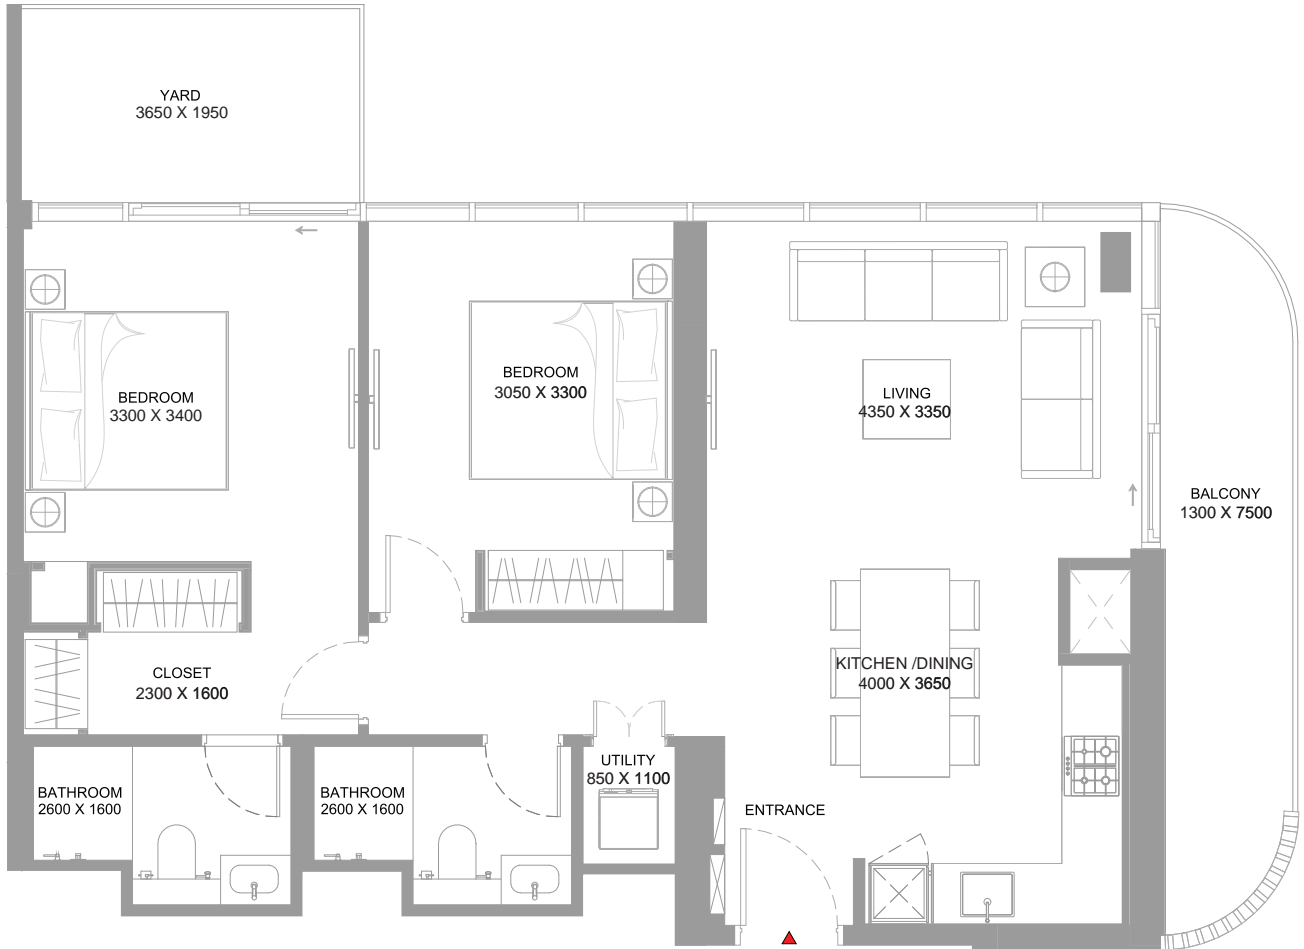 YARD
3650 X 1950
BEDROOM
3300 X 3400
BEDROOM
3050 X 3300
LIVING
4350 X 3350
BALCONY
1300 X 7500
CLOSET
2300 X 1600
KITCHEN /DINING
4000 X 3650
BATHROOM
2600 X 1600
BATHROOM
2600 X 1600
UTILITY
850 X 1100
ENTRANCE